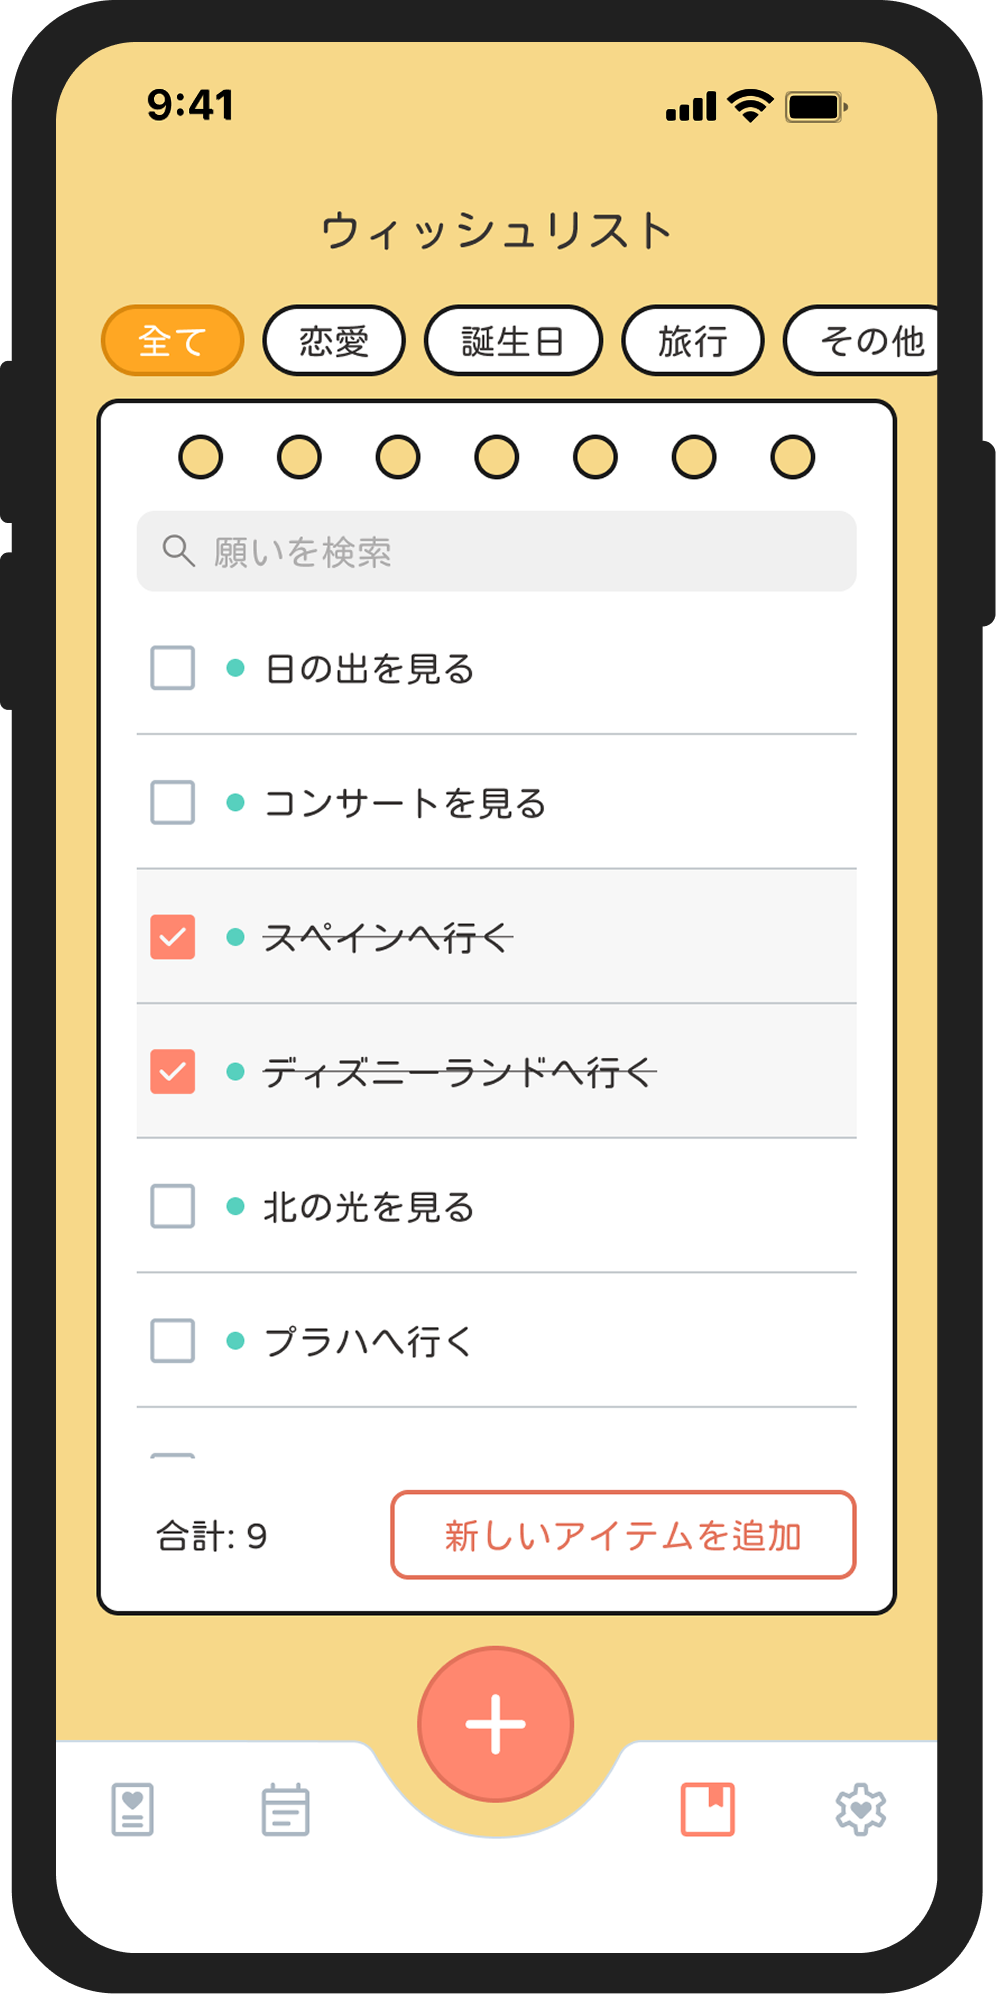 9:41
ウィッシュリスト
全て 恋愛 誕生日 旅行 その他
願いを検索
日の出を見る
コンサートを見る
スペインへ行く
ディズニーランドへ行く
北の光を見る
プラハへ行く
合計: 9 新しいアイテムを追加